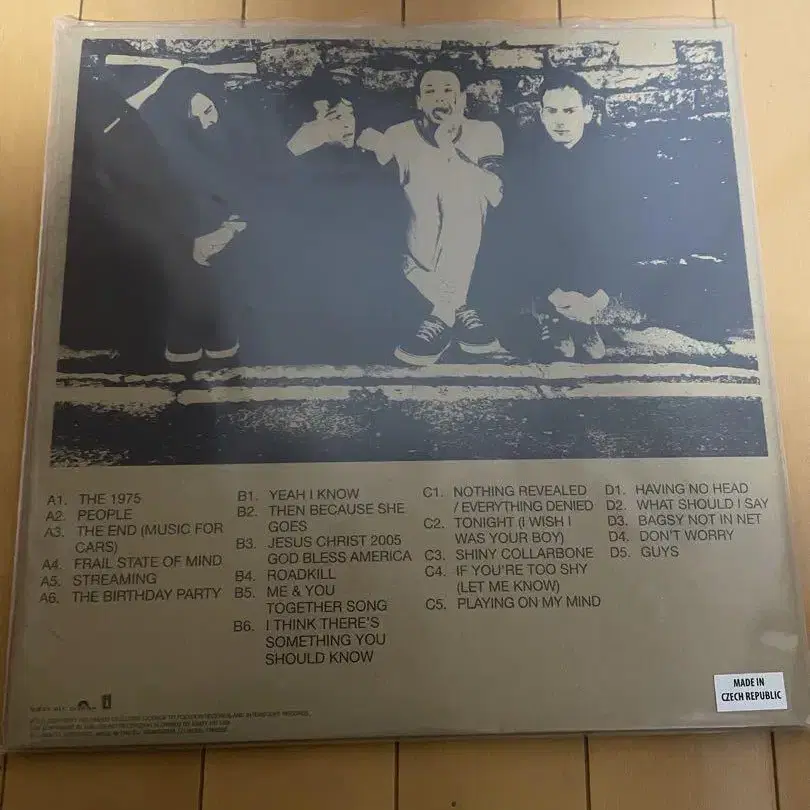 A1. THE 1975
A2. PEOPLE
A3. THE END (MUSIC FOR
CARS)
A4. FRAIL STATE OF MIND
A5. STREAMING
A6. THE BIRTHDAY PARTY
B1. YEAH I KNOW
B2. THEN BECAUSE SHE
GOES
B3. JESUS CHRIST 2005
GOD BLESS AMERICA
B4. ROADKILL
B5. ME & YOU
TOGETHER SONG
B6. I THINK THERE'S
SOMETHING YOU
SHOULD KNOW
C1. NOTHING REVEALED
/ EVERYTHING DENIED
C2. TONIGHT (I WISH I
WAS YOUR BOY)
C3. SHINY COLLARBONE
C4. IF YOU'RE TOO SHY
(LET ME KNOW)
C5. PLAYING ON MY MIND
D1. HAVING NO HEAD
D2. WHAT SHOULD I SAY
D3. BAGSY NOT IN NET
D4. DON'T WORRY
D5. GUYS
MADE IN
CZECH REPUBLIC